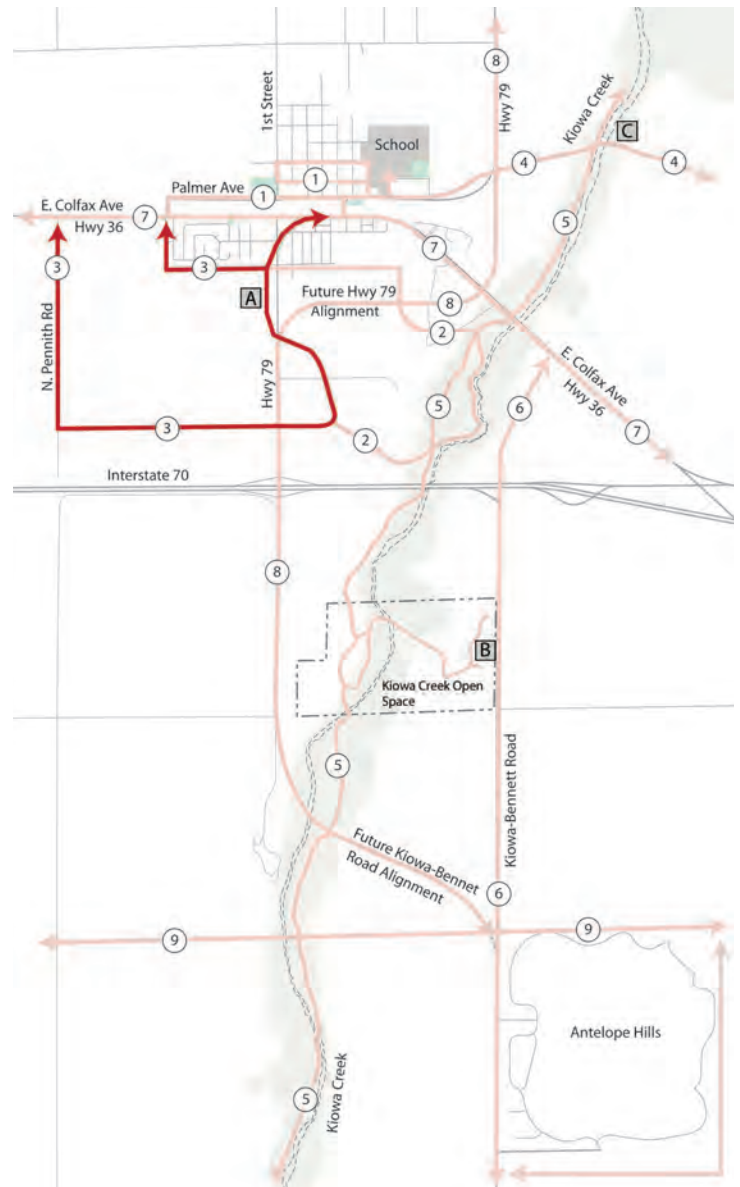 8
Hwy 79
1st Street
Kiowa Creek
C
School
4
4
1
Palmer Ave
1
E. Colfax Ave
7
Hwy 36
5
7
3
3
A
Future Hwy 79
Alignment
8
2
N. Pennith Rd
Hwy 79
E. Colfax Ave
Hwy 36
5
6
3
2
7
Interstate 70
8
B
Kiowa Creek Open
Space
5
Kiowa-Bennett Road
Future Kiowa-Bennet
Road Alignment
6
9
9
Antelope Hills
5
Kiowa Creek